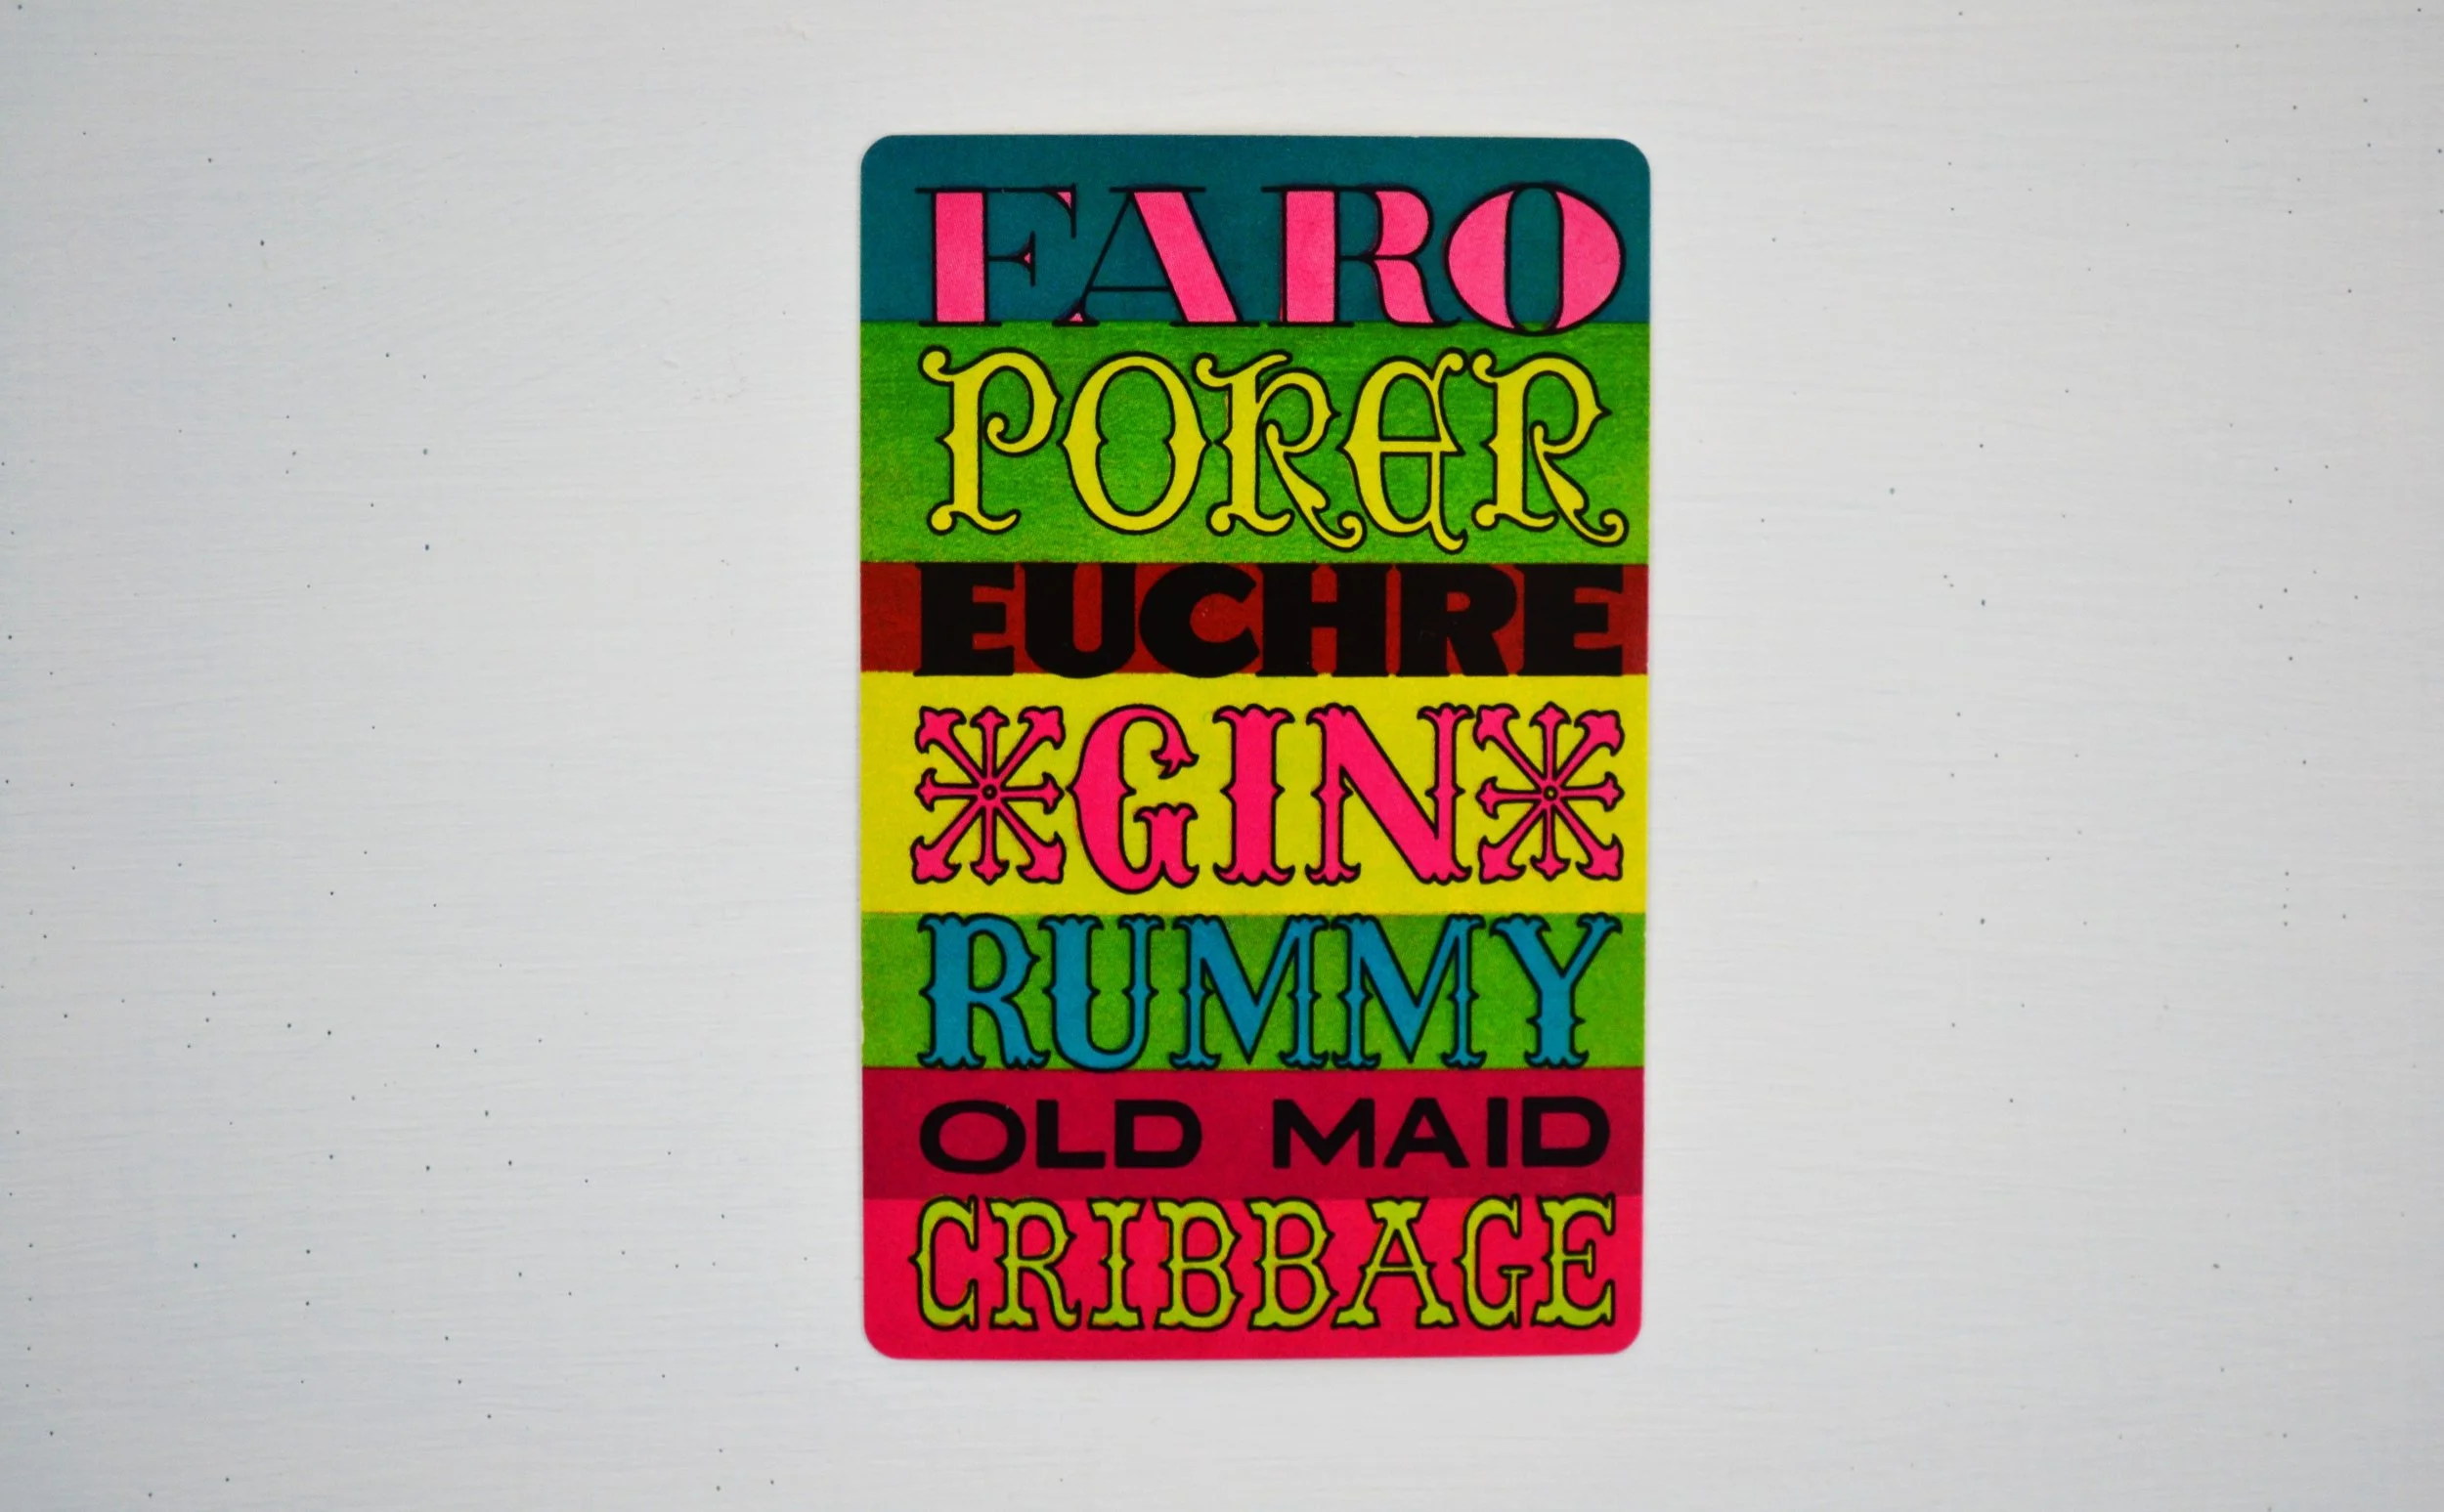 FARO
POKER
EUCHRE
GIN
RUMMY
OLD MAID
CRIBBAGE